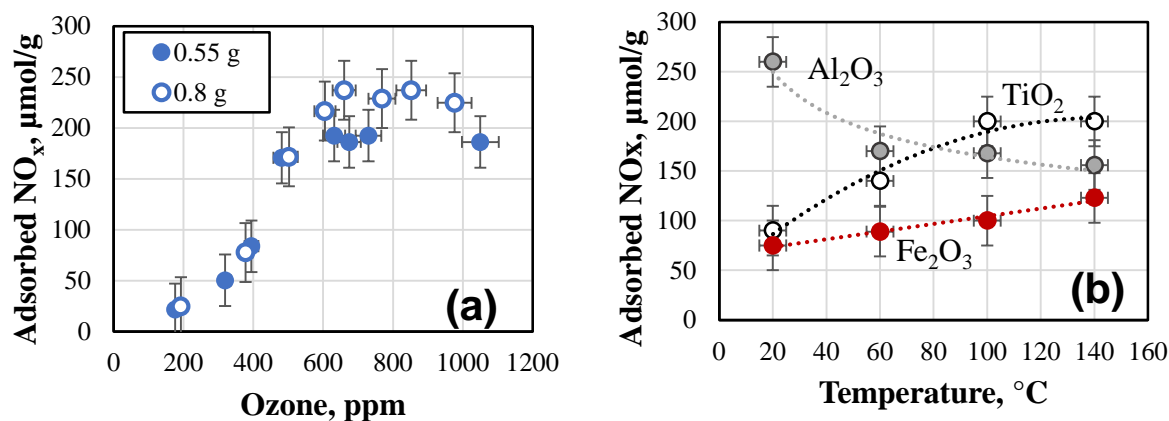 Adsorbed NOₓ, µmol/g
300
250
200
150
100
50
0
0.55 g
0.8 g
(a)
0 200 400 600 800 1000 1200
Ozone, ppm
Adsorbed NOx, µmol/g
300
250
200
150
100
50
0
Al₂O₃
TiO₂
Fe₂O₃
(b)
0 20 40 60 80 100 120 140 160
Temperature, °C